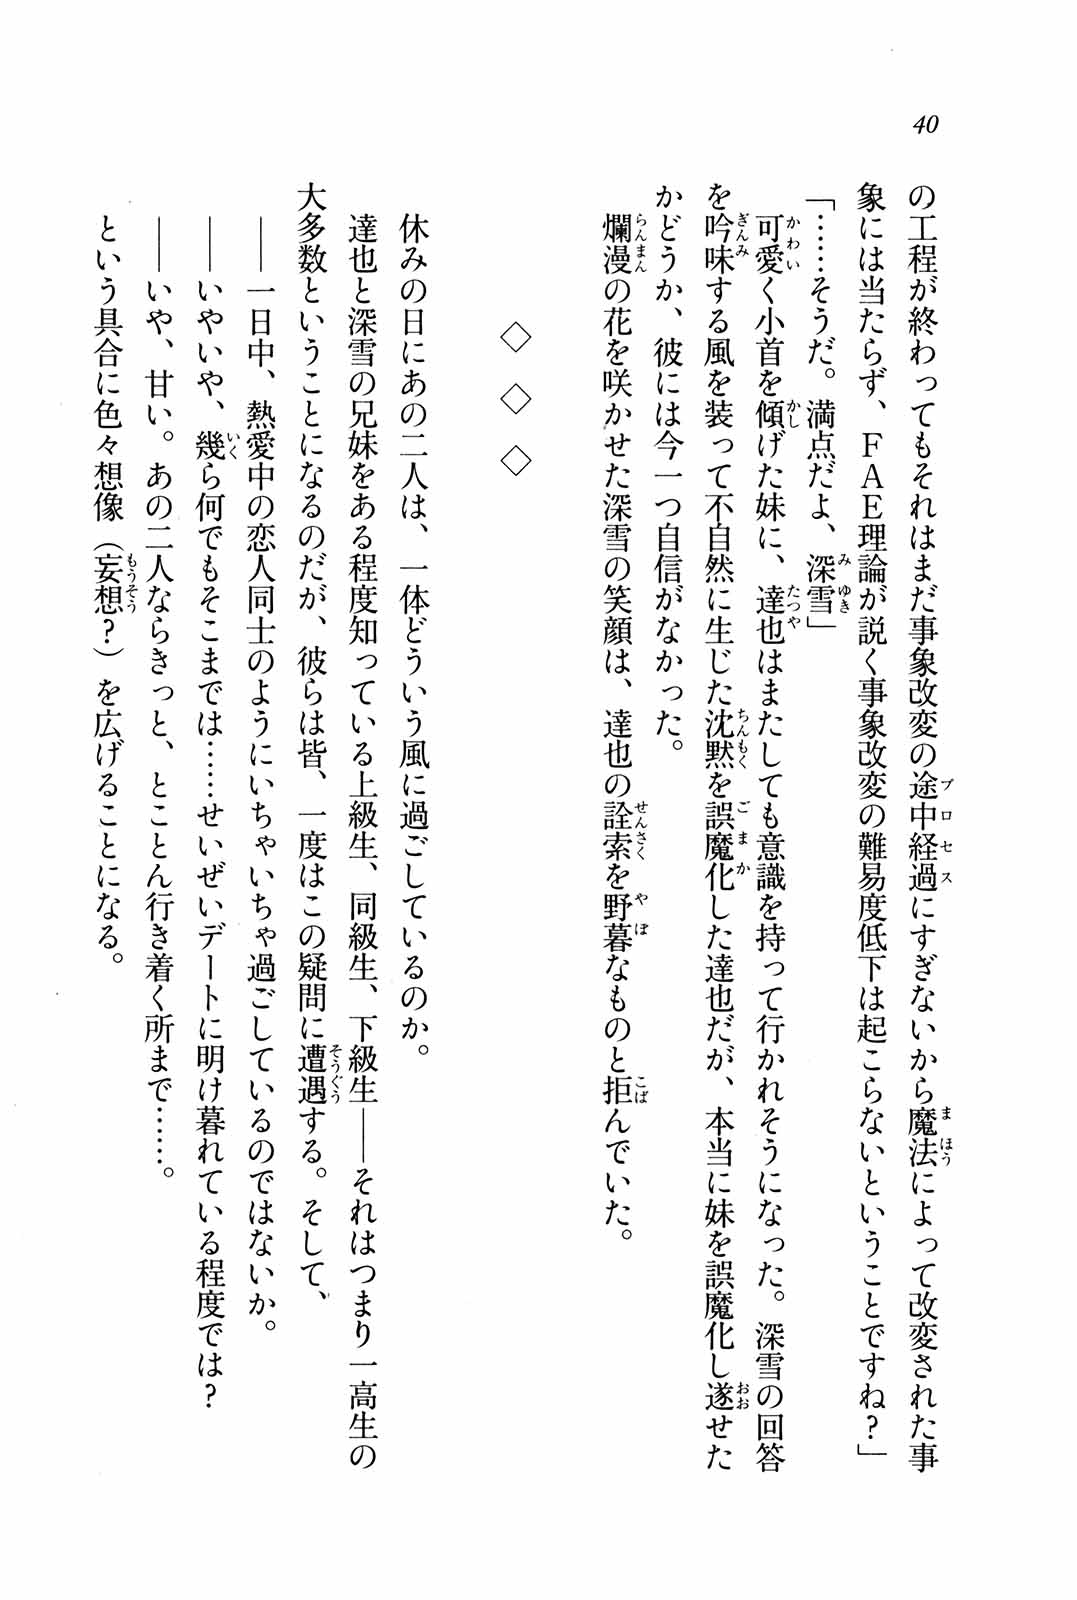 40
の工程が終わってもそれはまだ事象改変の途中経過にすぎないから魔法によって改変された事
象には当たらず、ＦＡＥ理論が説く事象改変の難易度低下は起こらないということですね？」
「……そうだ。満点だよ、深雪」
可愛く小首を傾げた妹に、達也はまたしても意識を持って行かれそうになった。深雪の回答
を吟味する風を装って不自然に生じた沈黙を誤魔化した達也だが、本当に妹を誤魔化し遂せた
かどうか、彼には今一つ自信がなかった。
爛漫の花を咲かせた深雪の笑顔は、達也の詮索を野暮なものと拒んでいた。
◇　◇　◇
休みの日にあの二人は、一体どういう風に過ごしているのか。
達也と深雪の兄妹をある程度知っている上級生、同級生、下級生――それはつまり一高生の
大多数ということになるのだが、彼らは皆、一度はこの疑問に遭遇する。そして、
――一日中、熱愛中の恋人同士のようにいちゃいちゃ過ごしているのではないか。
――いやいや、幾ら何でもそこまでは……せいぜいデートに明け暮れている程度では？
――いや、甘い。あの二人ならきっと、とことん行き着く所まで……。
という具合に色々想像（妄想？）を広げることになる。